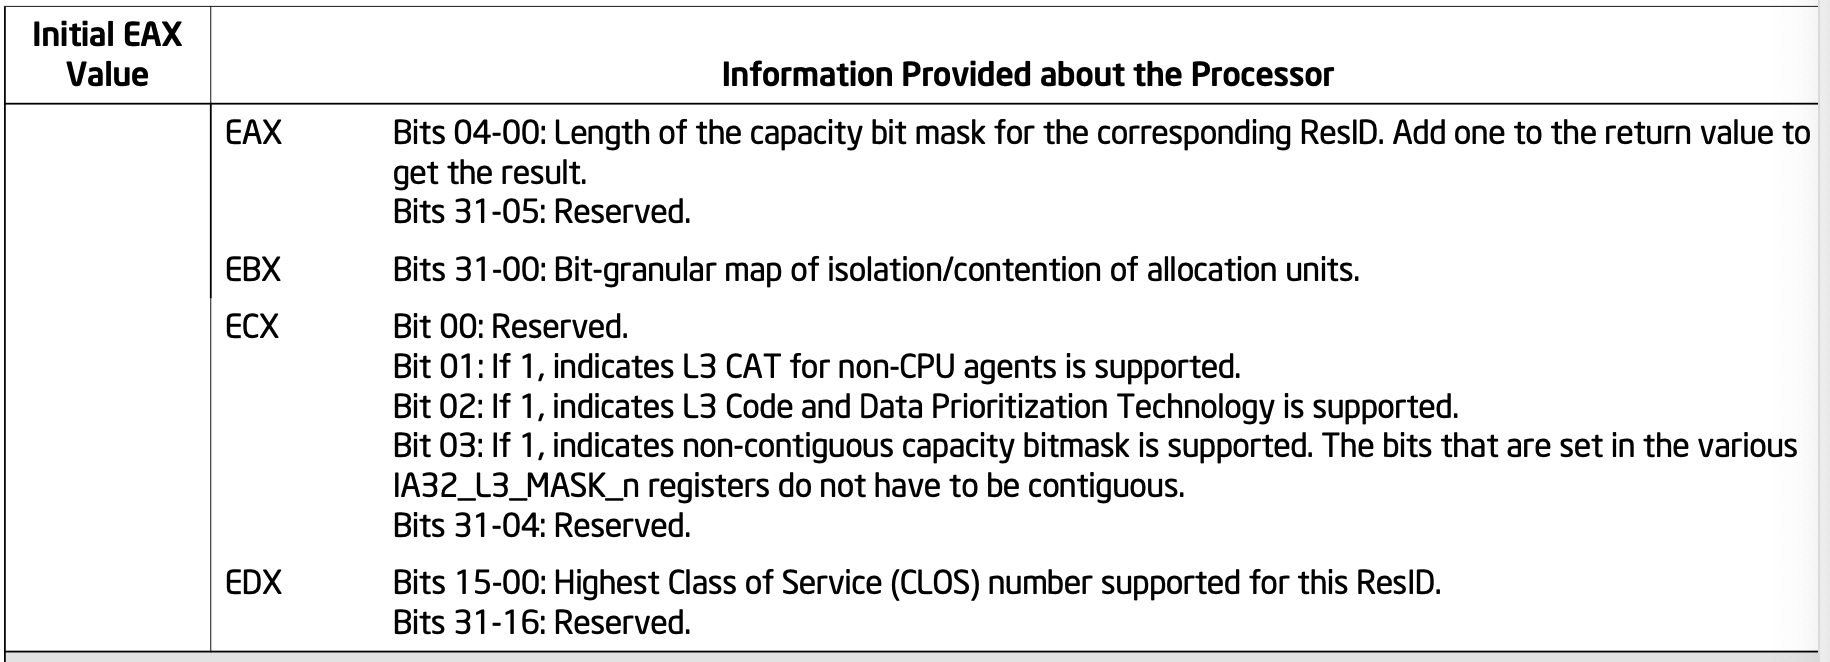 Initial EAX
Value
Information Provided about the Processor
EAX Bits 04-00: Length of the capacity bit mask for the corresponding ResID. Add one to the return value to
get the result.
Bits 31-05: Reserved.
EBX Bits 31-00: Bit-granular map of isolation/contention of allocation units.
ECX Bit 00: Reserved.
Bit 01: If 1, indicates L3 CAT for non-CPU agents is supported.
Bit 02: If 1, indicates L3 Code and Data Prioritization Technology is supported.
Bit 03: If 1, indicates non-contiguous capacity bitmask is supported. The bits that are set in the various
IA32_L3_MASK_n registers do not have to be contiguous.
Bits 31-04: Reserved.
EDX Bits 15-00: Highest Class of Service (CLOS) number supported for this ResID.
Bits 31-16: Reserved.